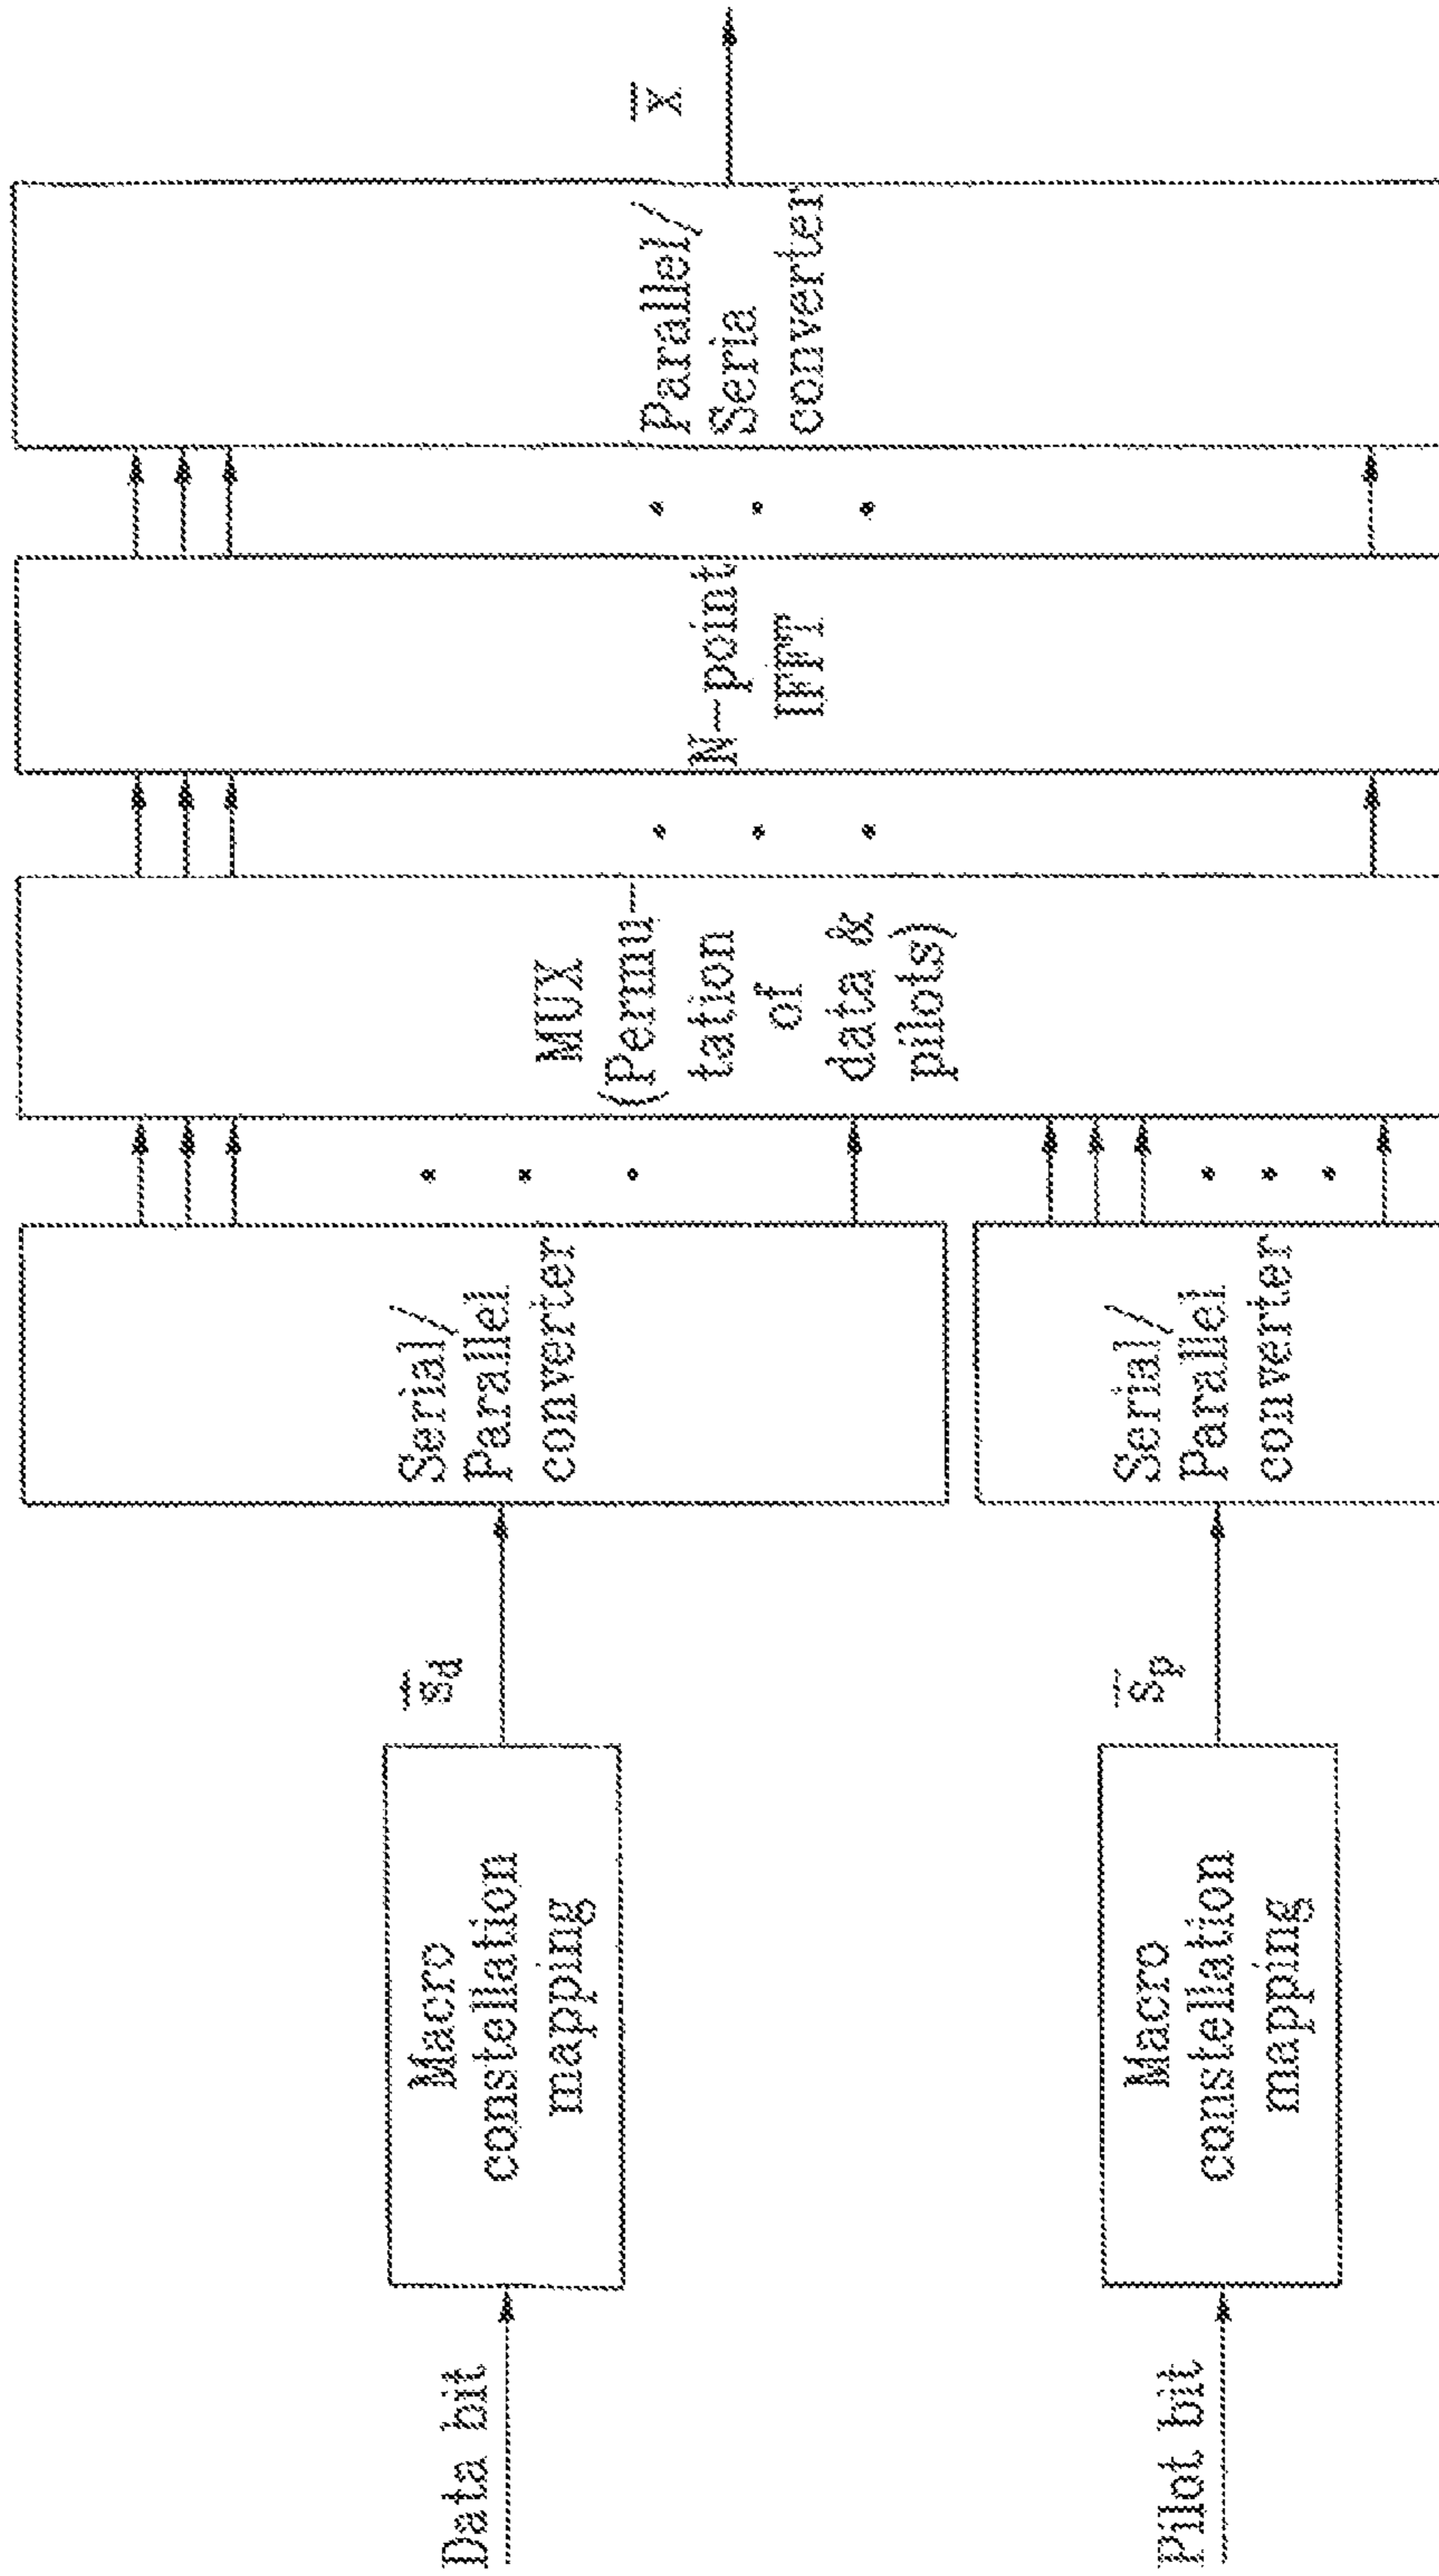 Data bit
Macro
constellation
mapping
s̅d
Serial/
Parallel
converter
Pilot bit
Macro
constellation
mapping
s̅p
Serial/
Parallel
converter
MUX
(Permu-
tation
of
data &
pilots)
N-point
IFFT
Parallel/
Seria
converter
x̅